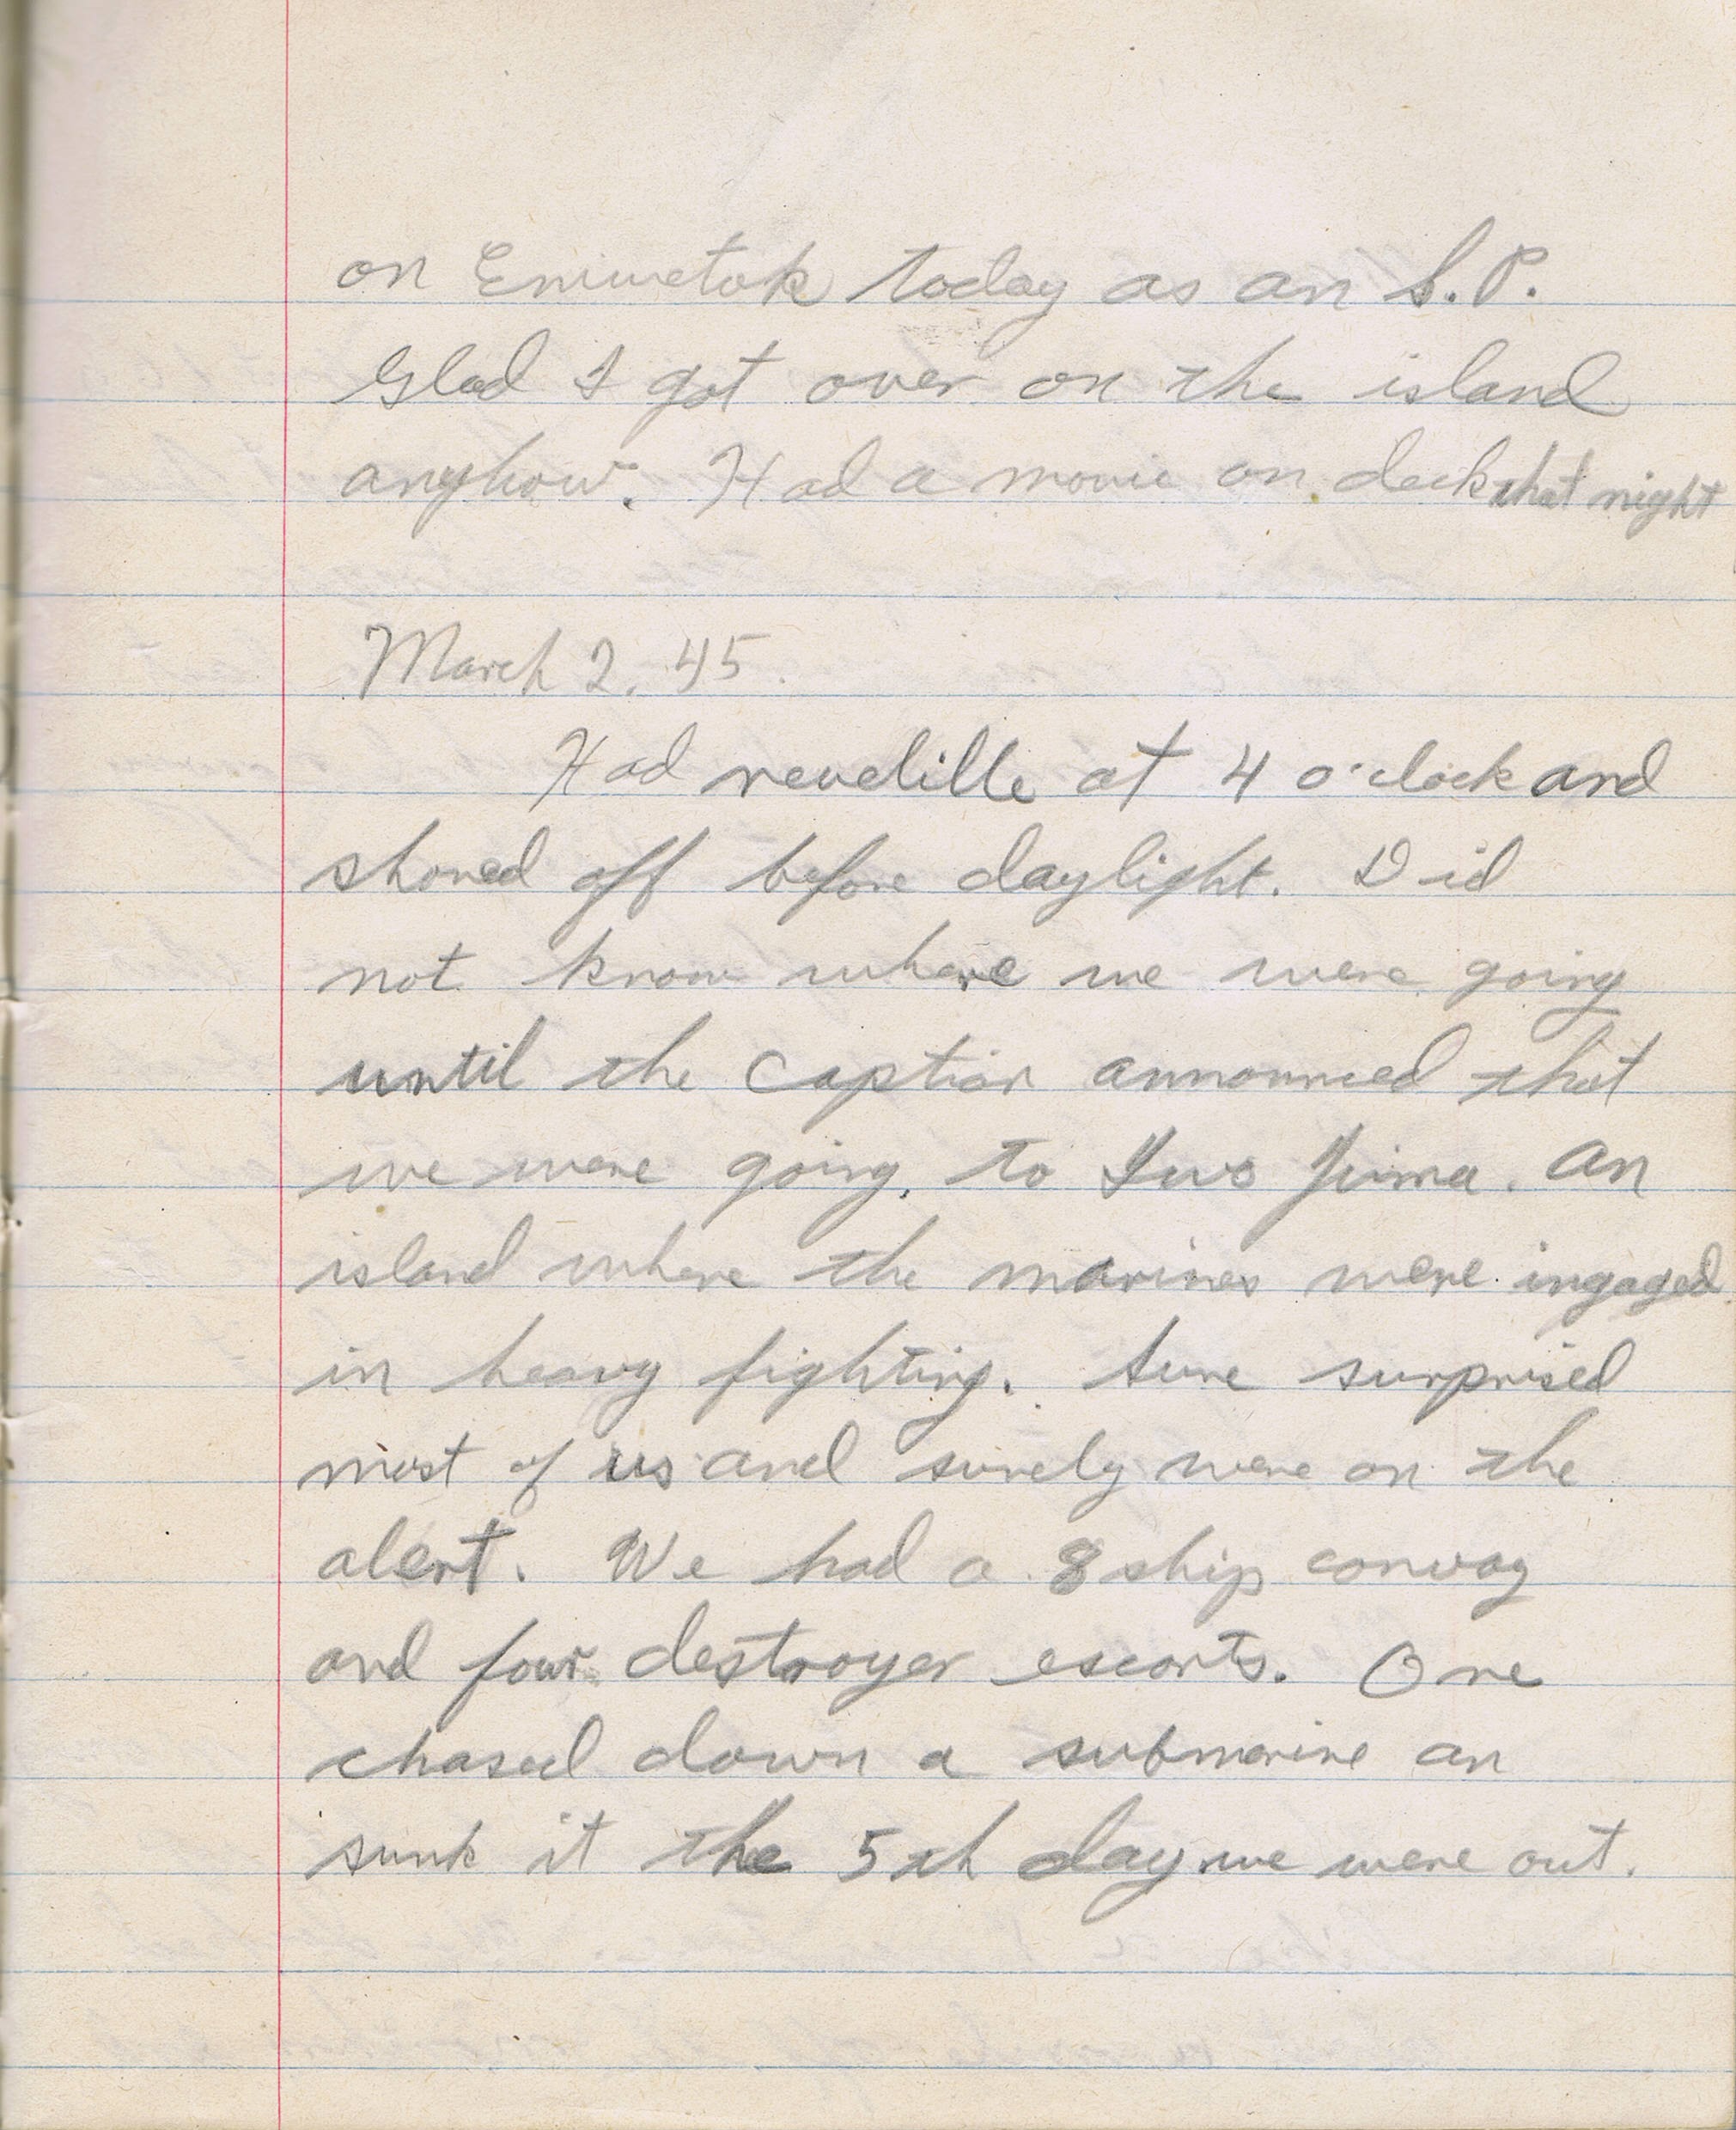 on Eniwetok today as an S.P.
Glad I got over on the island
anyhow. Had a movie on deck that night
March 2. 45.
Had revelille at 4 o'clock and
shoved off before daylight. Did
not know where we were going
until the Captian announced that
we were going to Iwo Jima. An
island where the marines were ingaged
in heavy fighting. Sure surprised
most of us and surely were on the
alert. We had a 8 ship convoy
and four destroyer escorts. One
chased down a submarine an
sunk it the 5th day we were out.